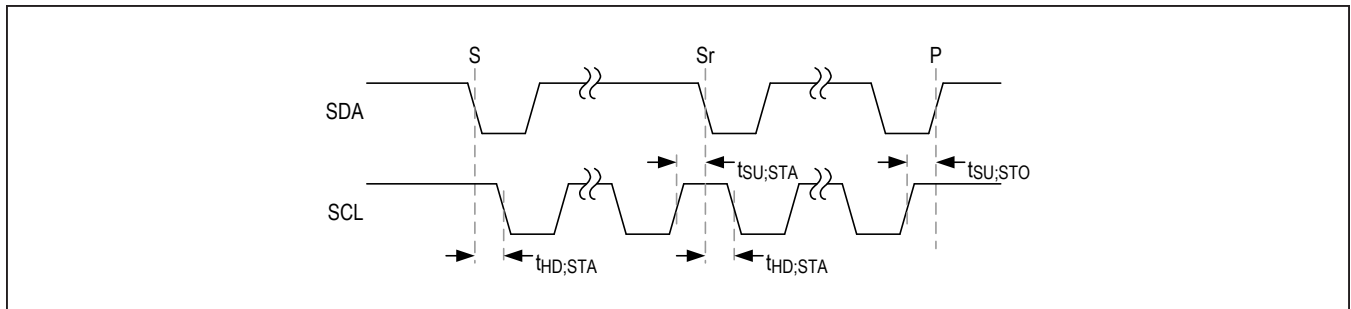 S Sr P
SDA
tSU;STA tSU;STO
SCL
tHD;STA tHD;STA